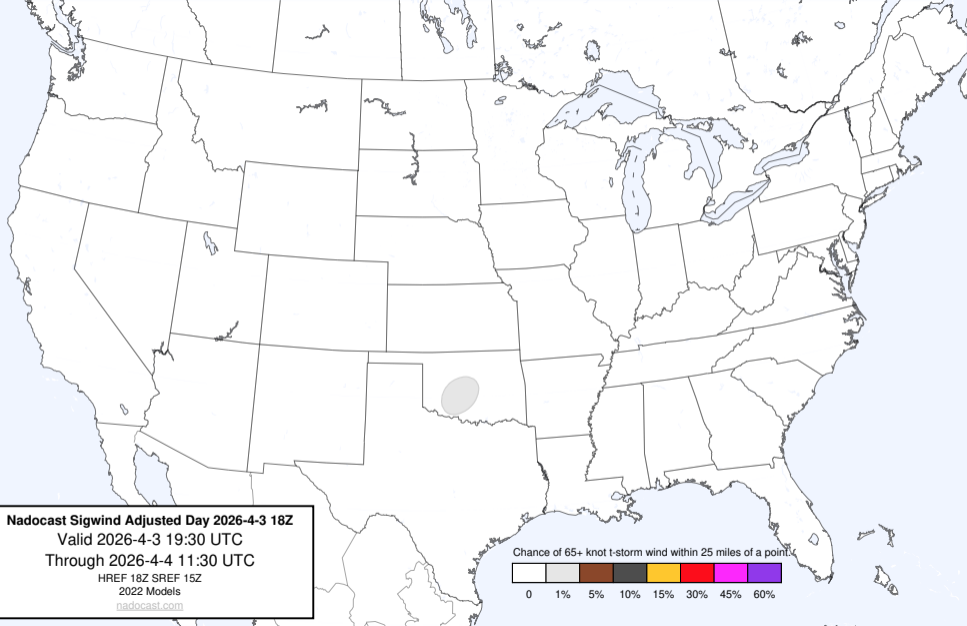 Nadocast Sigwind Adjusted Day 2026-4-3 18Z
Valid 2026-4-3 19:30 UTC
Through 2026-4-4 11:30 UTC
HREF 18Z SREF 15Z
2022 Models
nadocast.com
Chance of 65+ knot t-storm wind within 25 miles of a point.
0 1% 5% 10% 15% 30% 45% 60%